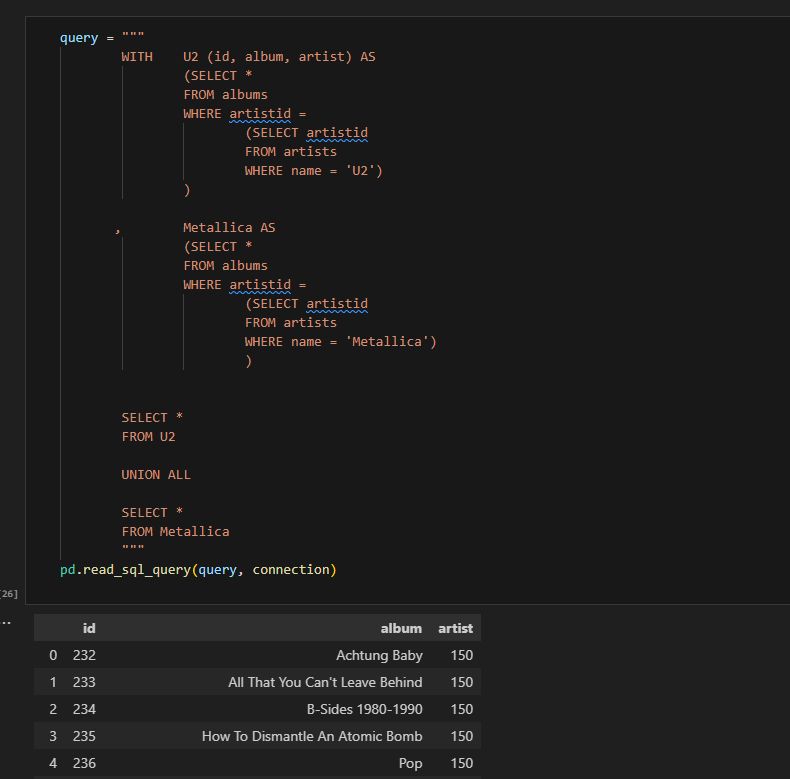 query = """
WITH U2 (id, album, artist) AS
(SELECT *
FROM albums
WHERE artistid =
(SELECT artistid
FROM artists
WHERE name = 'U2')
)
, Metallica AS
(SELECT *
FROM albums
WHERE artistid =
(SELECT artistid
FROM artists
WHERE name = 'Metallica')
)
SELECT *
FROM U2
UNION ALL
SELECT *
FROM Metallica
"""
pd.read_sql_query(query, connection)
26]
...
id album artist
0 232 Achtung Baby 150
1 233 All That You Can't Leave Behind 150
2 234 B-Sides 1980-1990 150
3 235 How To Dismantle An Atomic Bomb 150
4 236 Pop 150